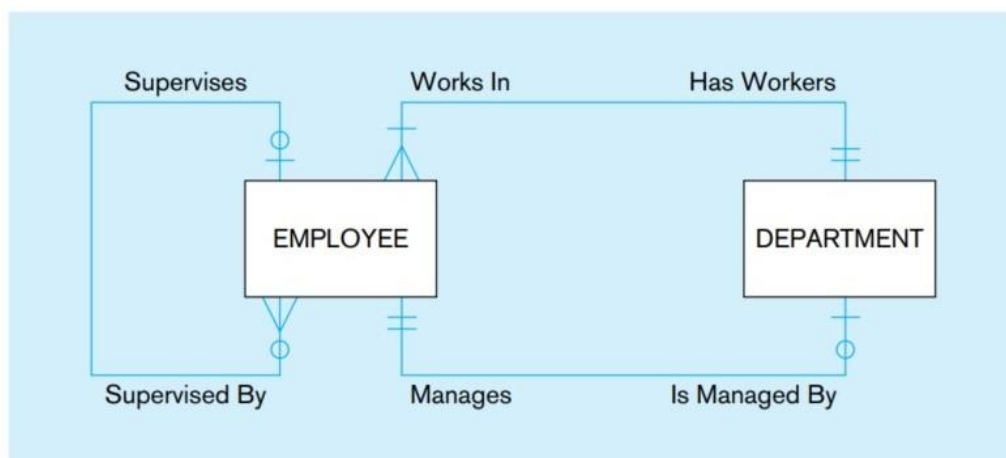 Supervises
Works In
Has Workers
EMPLOYEE
DEPARTMENT
Supervised By
Manages
Is Managed By